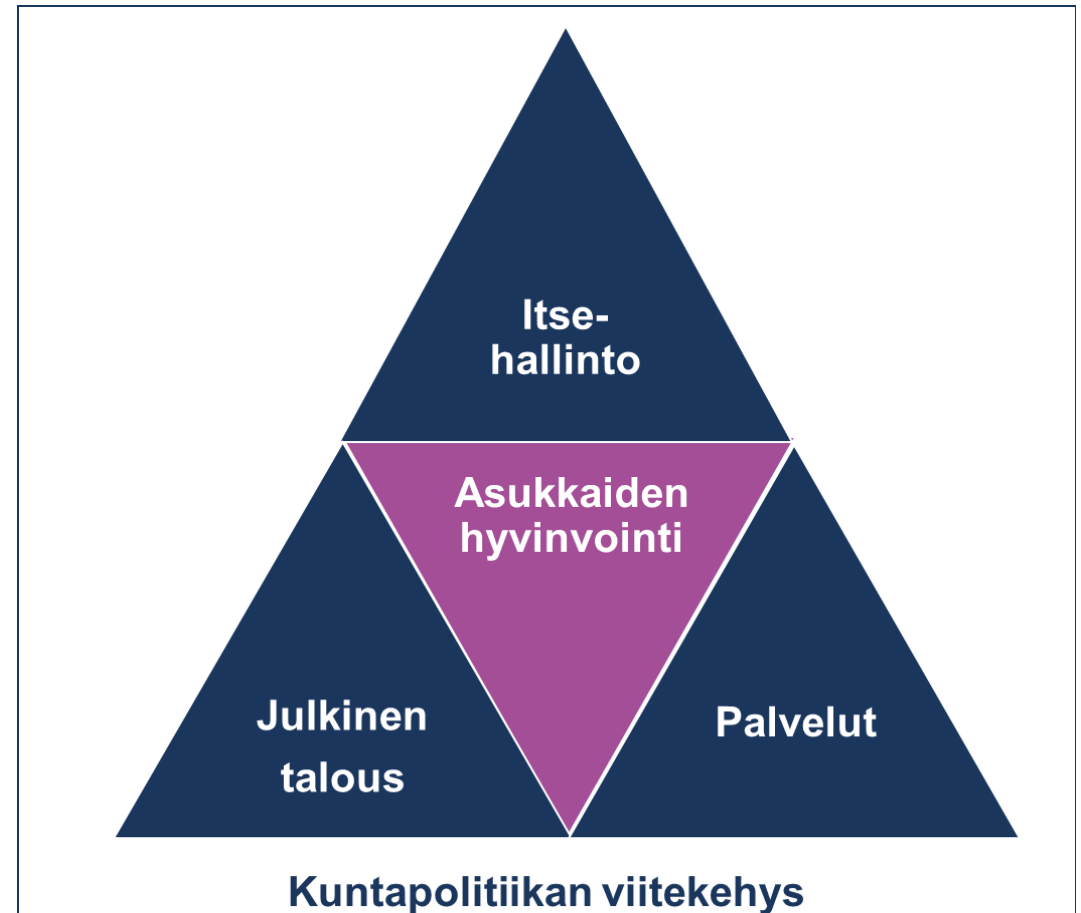 Itse-
hallinto
Asukkaiden
hyvinvointi
Julkinen
talous
Palvelut
Kuntapolitiikan viitekehys